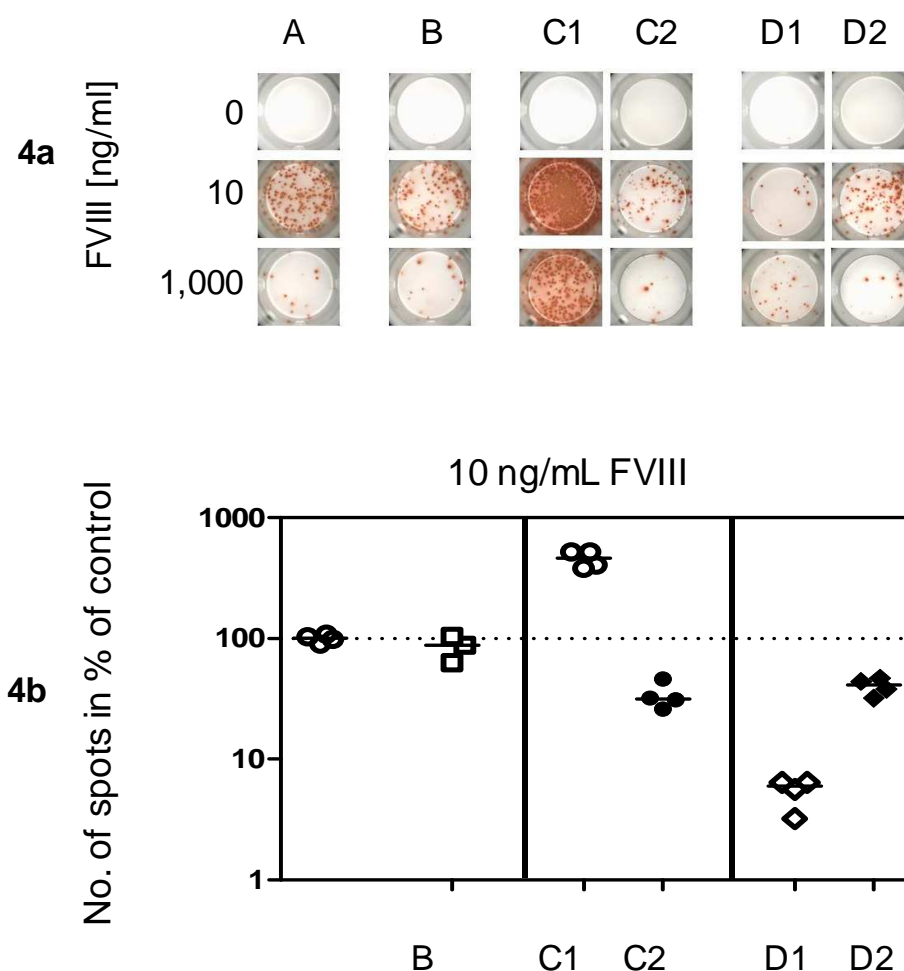 A B C1 C2 D1 D2
4a
FVIII [ng/ml]
0
10
1,000
10 ng/mL FVIII
4b
No. of spots in % of control
1000
100
10
1
B C1 C2 D1 D2